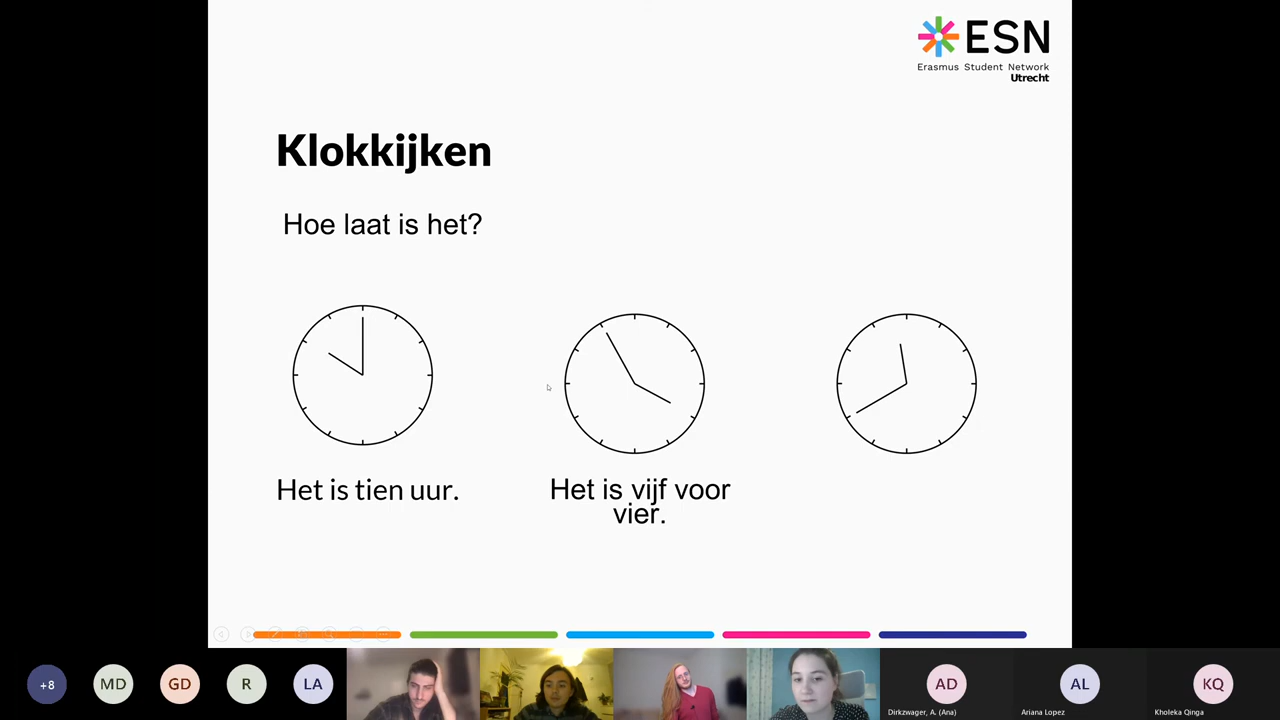 ESN
Erasmus Student Network
Utrecht
Klokkijken
Hoe laat is het?
Het is tien uur.
Het is vijf voor
vier.
+8
MD
GD
R
LA
AD
AL
KQ
Dirkzwager, A. (Ana)
Ariana Lopez
Kholeka Qinga